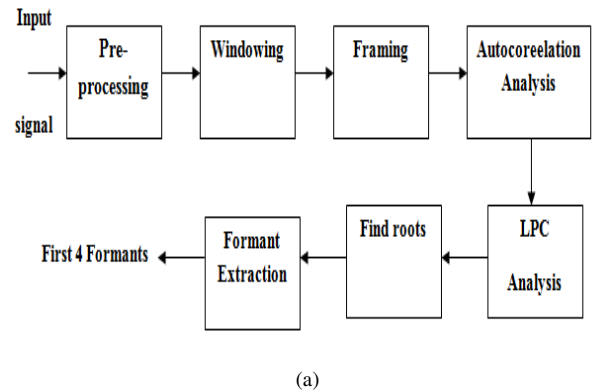 Input
signal
Pre-
processing
Windowing
Framing
Autocoreelation
Analysis
LPC
Analysis
Find roots
Formant
Extraction
First 4 Formants
(a)